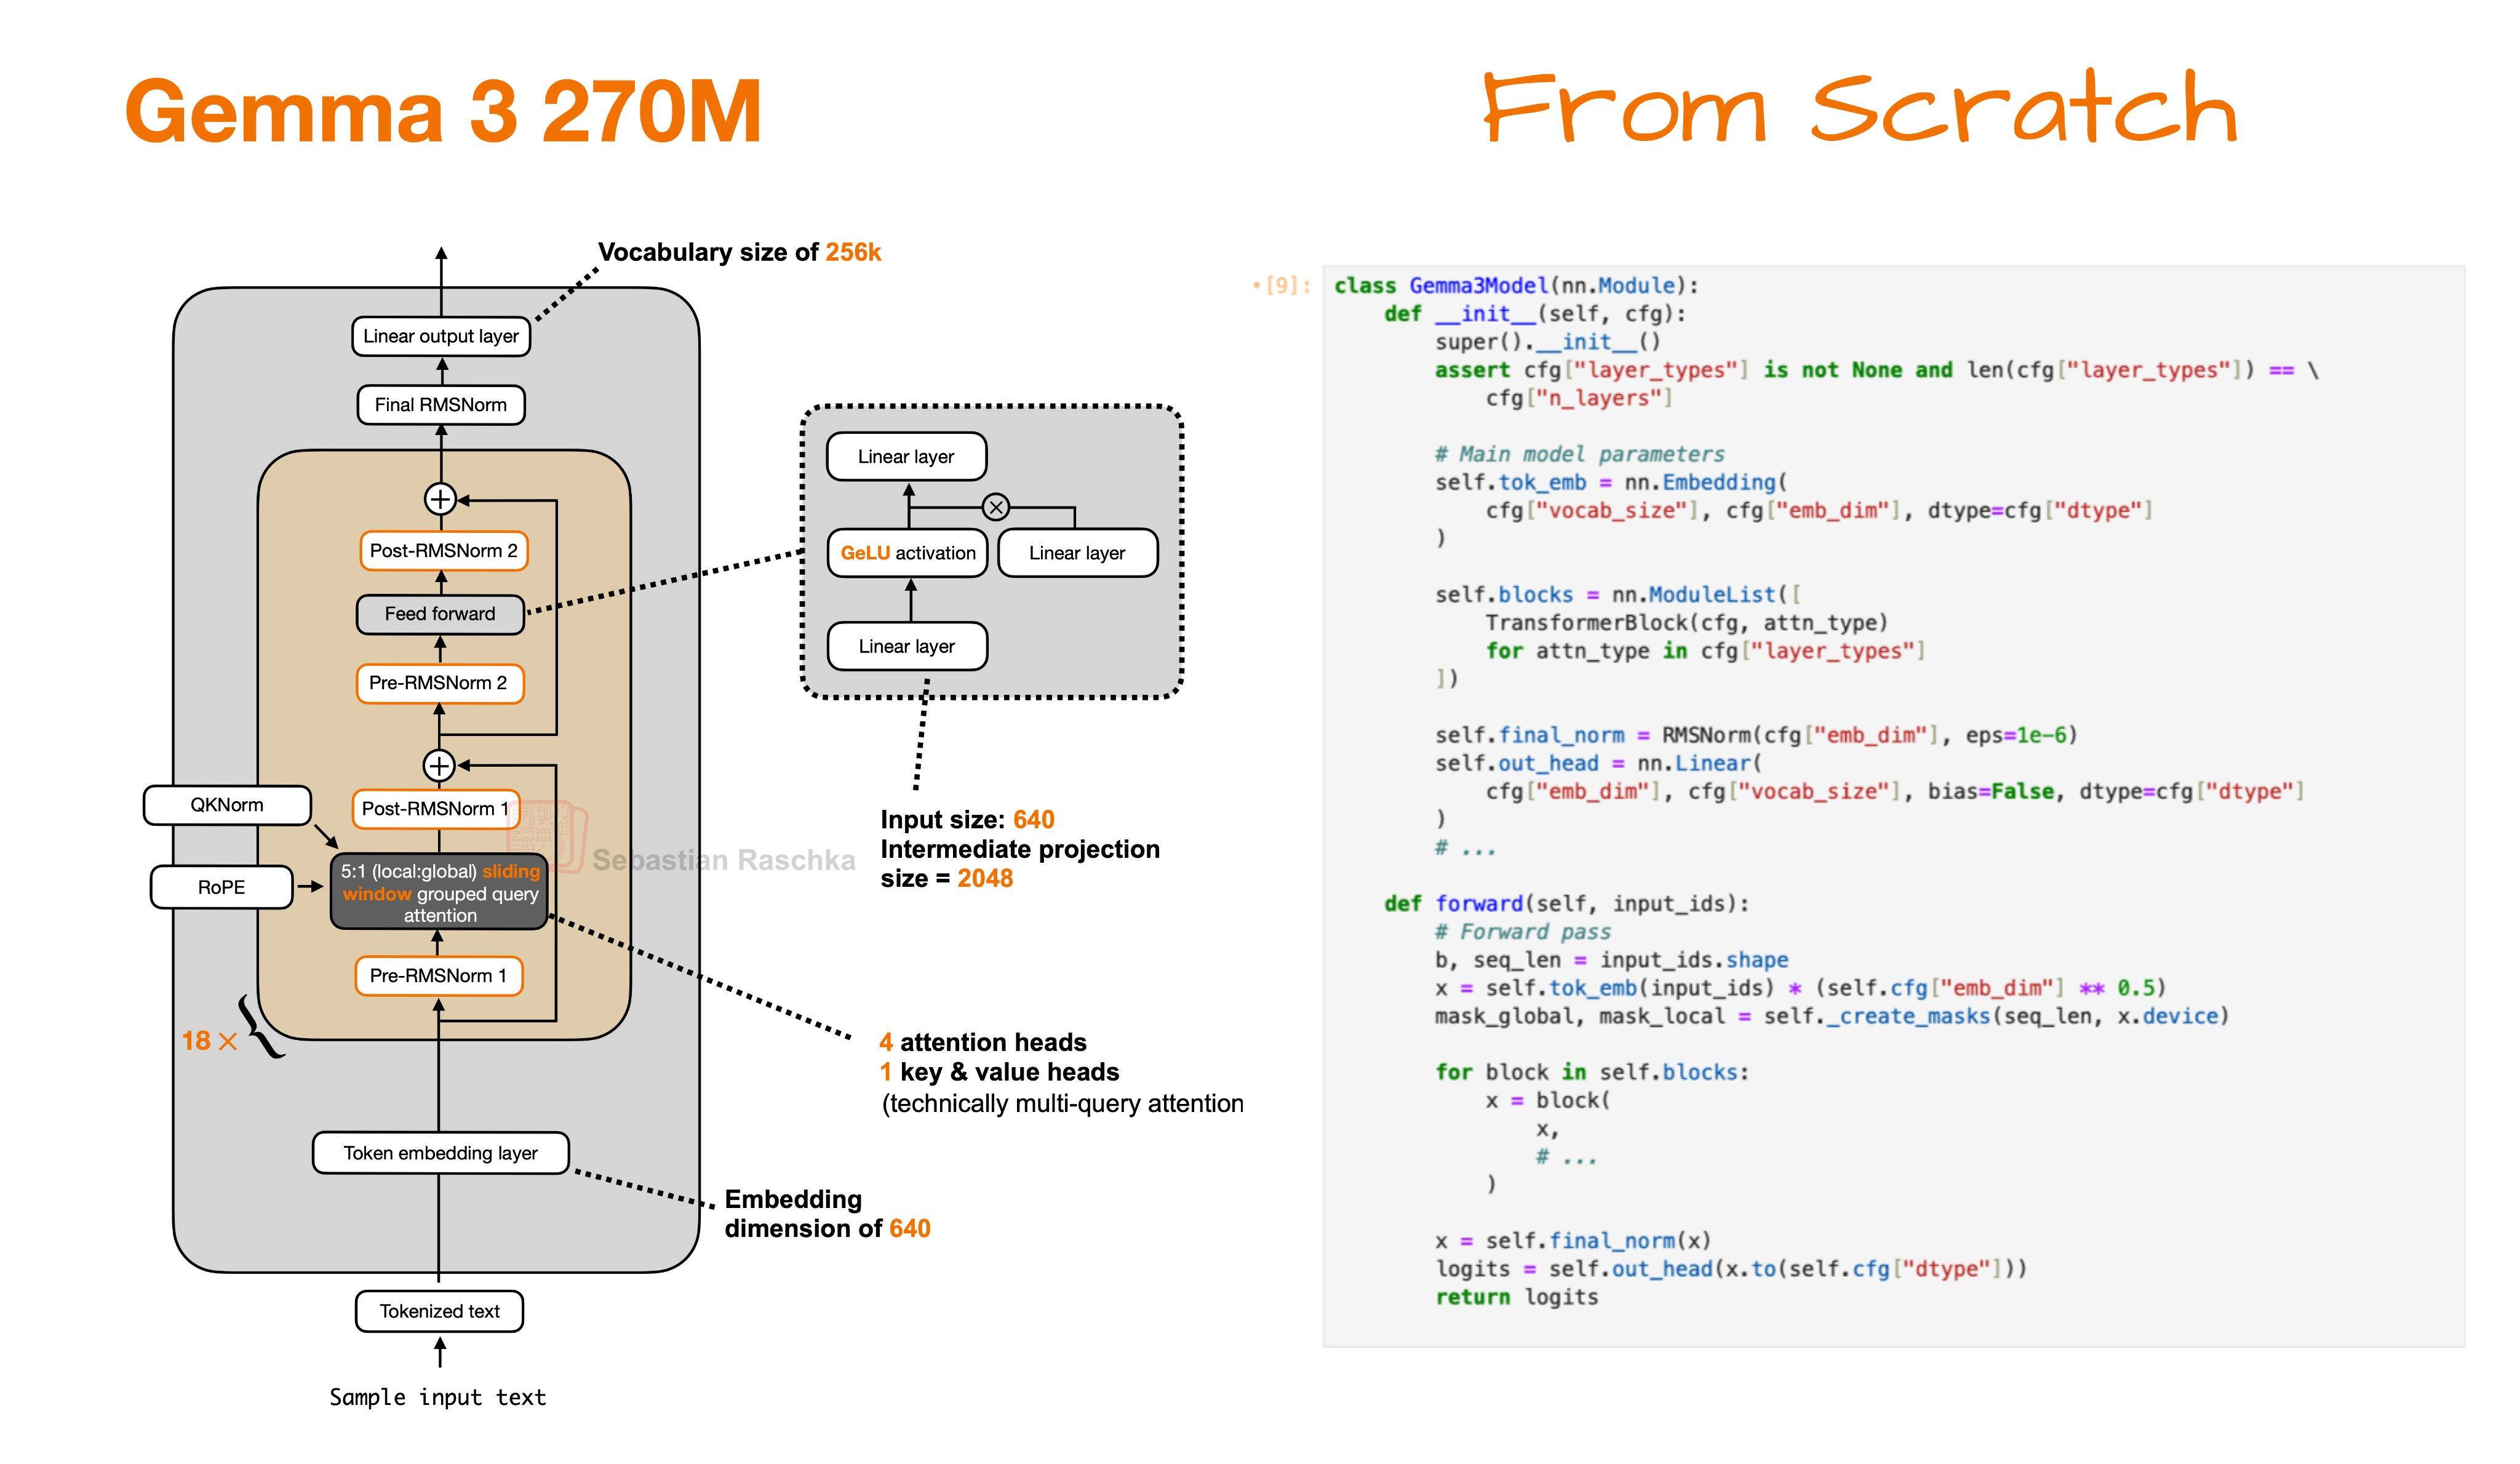 Gemma 3 270M
From Scratch
Vocabulary size of 256k
Linear output layer
Final RMSNorm
Post-RMSNorm 2
Feed forward
Pre-RMSNorm 2
Post-RMSNorm 1
QKNorm
RoPE
5:1 (local:global) sliding
window grouped query
attention
Pre-RMSNorm 1
18 ×
Token embedding layer
Tokenized text
Sample input text
Linear layer
GeLU activation
Linear layer
Linear layer
Sebastian Raschka
Input size: 640
Intermediate projection
size = 2048
4 attention heads
1 key & value heads
(technically multi-query attention
Embedding
dimension of 640
•[9]:
class Gemma3Model(nn.Module):
    def __init__(self, cfg):
        super().__init__()
        assert cfg["layer_types"] is not None and len(cfg["layer_types"]) == \
            cfg["n_layers"]
        # Main model parameters
        self.tok_emb = nn.Embedding(
            cfg["vocab_size"], cfg["emb_dim"], dtype=cfg["dtype"]
        )
        self.blocks = nn.ModuleList([
            TransformerBlock(cfg, attn_type)
            for attn_type in cfg["layer_types"]
        ])
        self.final_norm = RMSNorm(cfg["emb_dim"], eps=1e-6)
        self.out_head = nn.Linear(
            cfg["emb_dim"], cfg["vocab_size"], bias=False, dtype=cfg["dtype"]
        )
        # ...
    def forward(self, input_ids):
        # Forward pass
        b, seq_len = input_ids.shape
        x = self.tok_emb(input_ids) * (self.cfg["emb_dim"] ** 0.5)
        mask_global, mask_local = self._create_masks(seq_len, x.device)
        for block in self.blocks:
            x = block(
                x,
                # ...
            )
        x = self.final_norm(x)
        logits = self.out_head(x.to(self.cfg["dtype"]))
        return logits